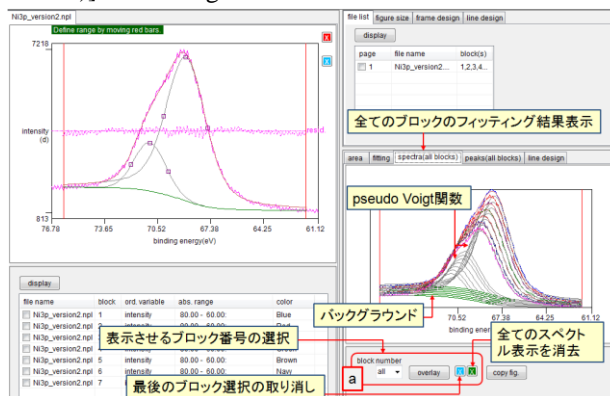 Ni3p_version2.npl
Define range by moving red bars.
7218
intensity
(d)
resid
813
76.78 73.65 70.52 67.38 64.25 61.12
binding energy(eV)
file list figure size frame design line design
display
page file name block(s)
1 Ni3p_version2... 1,2,3,4...
全てのブロックのフィッティング結果表示
area fitting spectra(all blocks) peaks(all blocks) line design
pseudo Voigt関数
バックグラウンド
70.52 67.38 64.25 61.12
binding ener
全てのスペクトル表示を消去
block number
all overlay copy fig.
a
display
file name block ord. variable abs. range color
Ni3p_version2.npl 1 intensity 80.00 - 60.00: Blue
Ni3p_version2.npl
Ni3p_version2.npl
Ni3p_version2.npl
Ni3p_version2.npl 5 intensity 80.00 - 60.00: Brown
Ni3p_version2.npl 6 intensity 80.00 - 60.00: Navy
Ni3p_version2.npl 7
表示させるブロック番号の選択
最後のブロック選択の取り消し